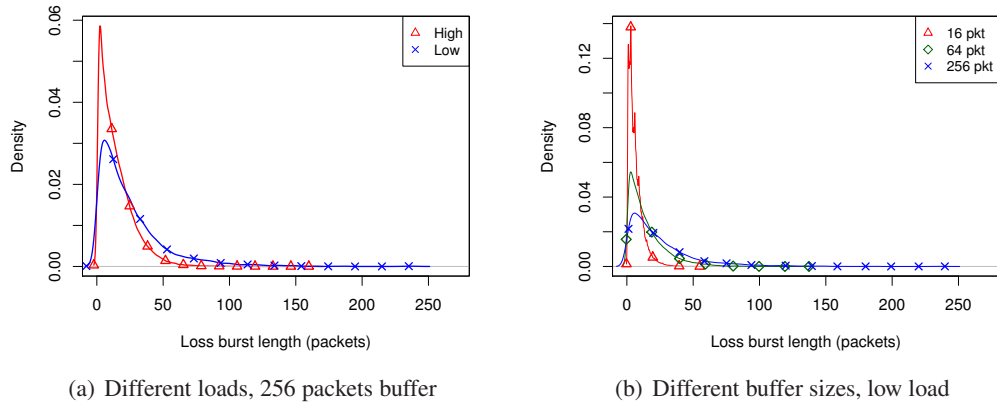 High
Low
Density
0.00
0.02
0.04
0.06
0
50
100
150
200
250
Loss burst length (packets)
(a) Different loads, 256 packets buffer
16 pkt
64 pkt
256 pkt
Density
0.00
0.04
0.08
0.12
0
50
100
150
200
250
Loss burst length (packets)
(b) Different buffer sizes, low load